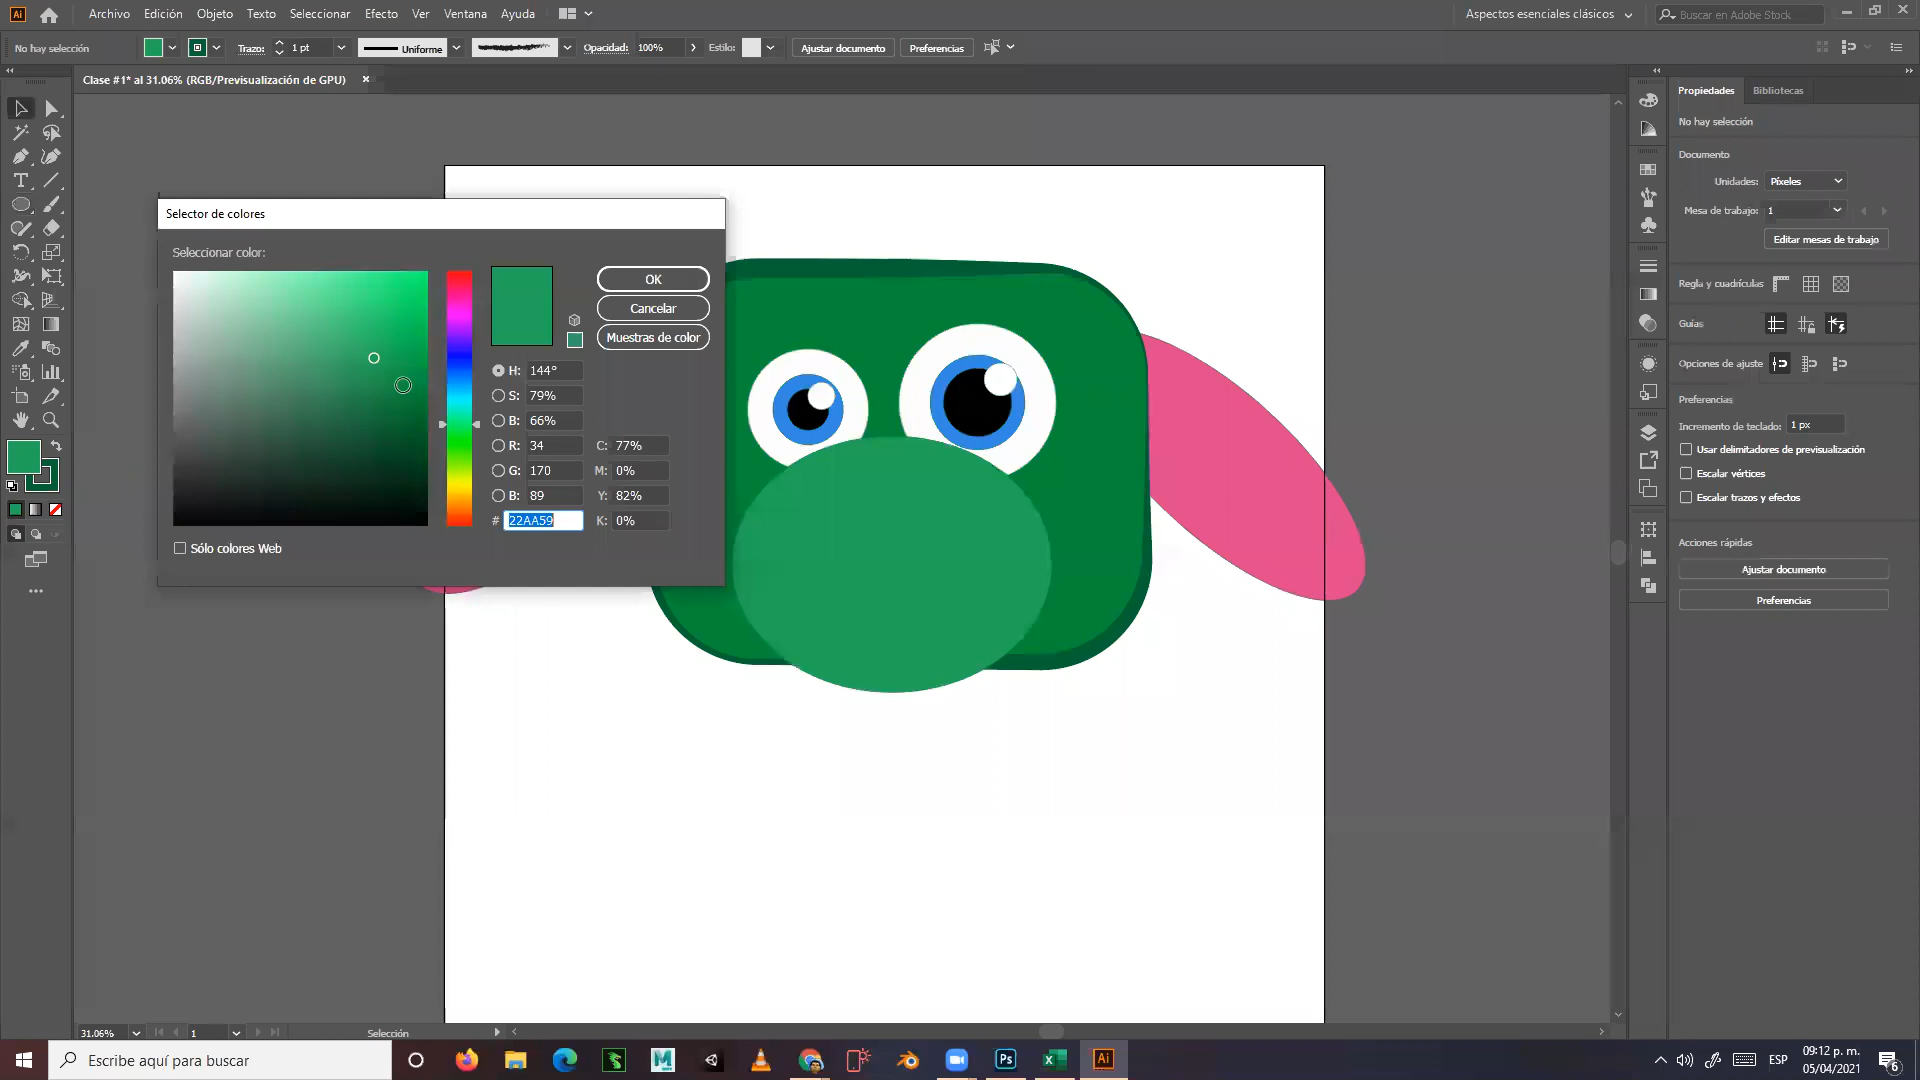 Ai Archivo Edición Objeto Texto Seleccionar Efecto Ver Ventana Ayuda Aspectos esenciales clásicos Buscar en Adobe Stock
No hay selección Trazo: 1 pt Uniforme Opacidad: 100% Estilo: Ajustar documento Preferencias
Clase #1* al 31.06% (RGB/Previsualización de GPU) ×
Selector de colores
Seleccionar color:
OK
Cancelar
Muestras de color
H: 144°
S: 79%
B: 66%
R: 34 C: 77%
G: 170 M: 0%
B: 89 Y: 82%
# 22AA59 K: 0%
Sólo colores Web
Propiedades Bibliotecas
No hay selección
Documento
Unidades: Píxeles
Mesa de trabajo: 1
Editar mesas de trabajo
Regla y cuadrículas
Guías
Opciones de ajuste
Preferencias
Incremento de teclado: 1 px
Usar delimitadores de previsualización
Escalar vértices
Escalar trazos y efectos
Acciones rápidas
Ajustar documento
Preferencias
31.06% 1 Selección
Escribe aquí para buscar
Ps
Ai
ESP
09:12 p. m.
05/04/2021
6